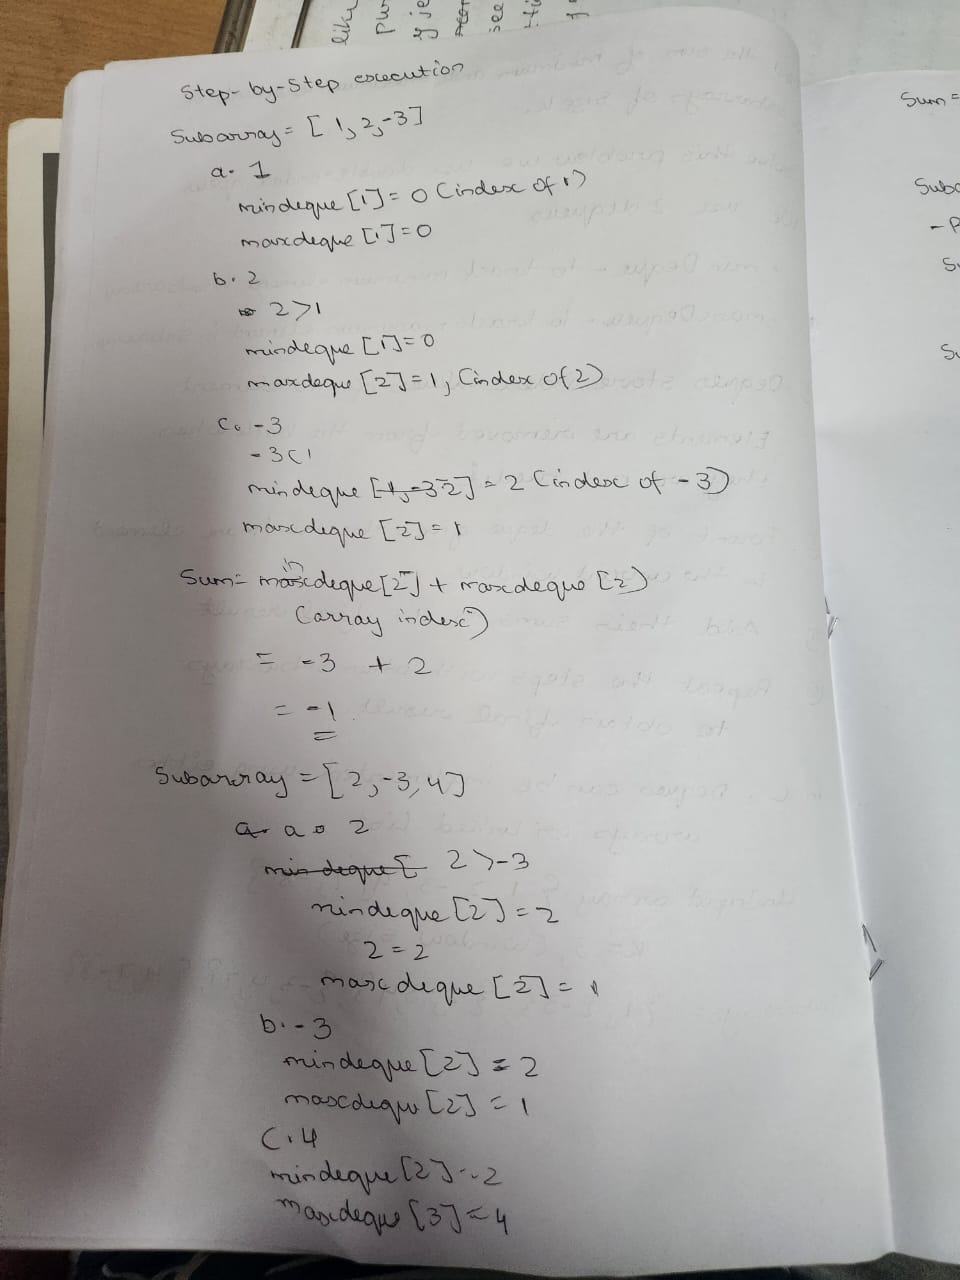 Step-by-Step execution
Subarray = [1,2,-3]
a. 1
mindeque [1] = 0 (index of 1)
maxdeque [1] = 0
b. 2
2>1
mindeque [1] = 0
maxdeque [2] = 1, (index of 2)
c. -3
-3<1
mindeque [2] = 2 (index of -3)
maxdeque [2] = 1
Sum = mindeque[2] + maxdeque [2]
(array index)
= -3 + 2
= -1
Subarray = [2,-3,4]
a. 2
2>-3
mindeque [2] = 2
2=2
maxdeque [2] = 1
b. -3
mindeque [2] = 2
maxdeque [2] = 1
C. 4
mindeque [2] = 2
maxdeque [3] = 4
like
see
Sum =